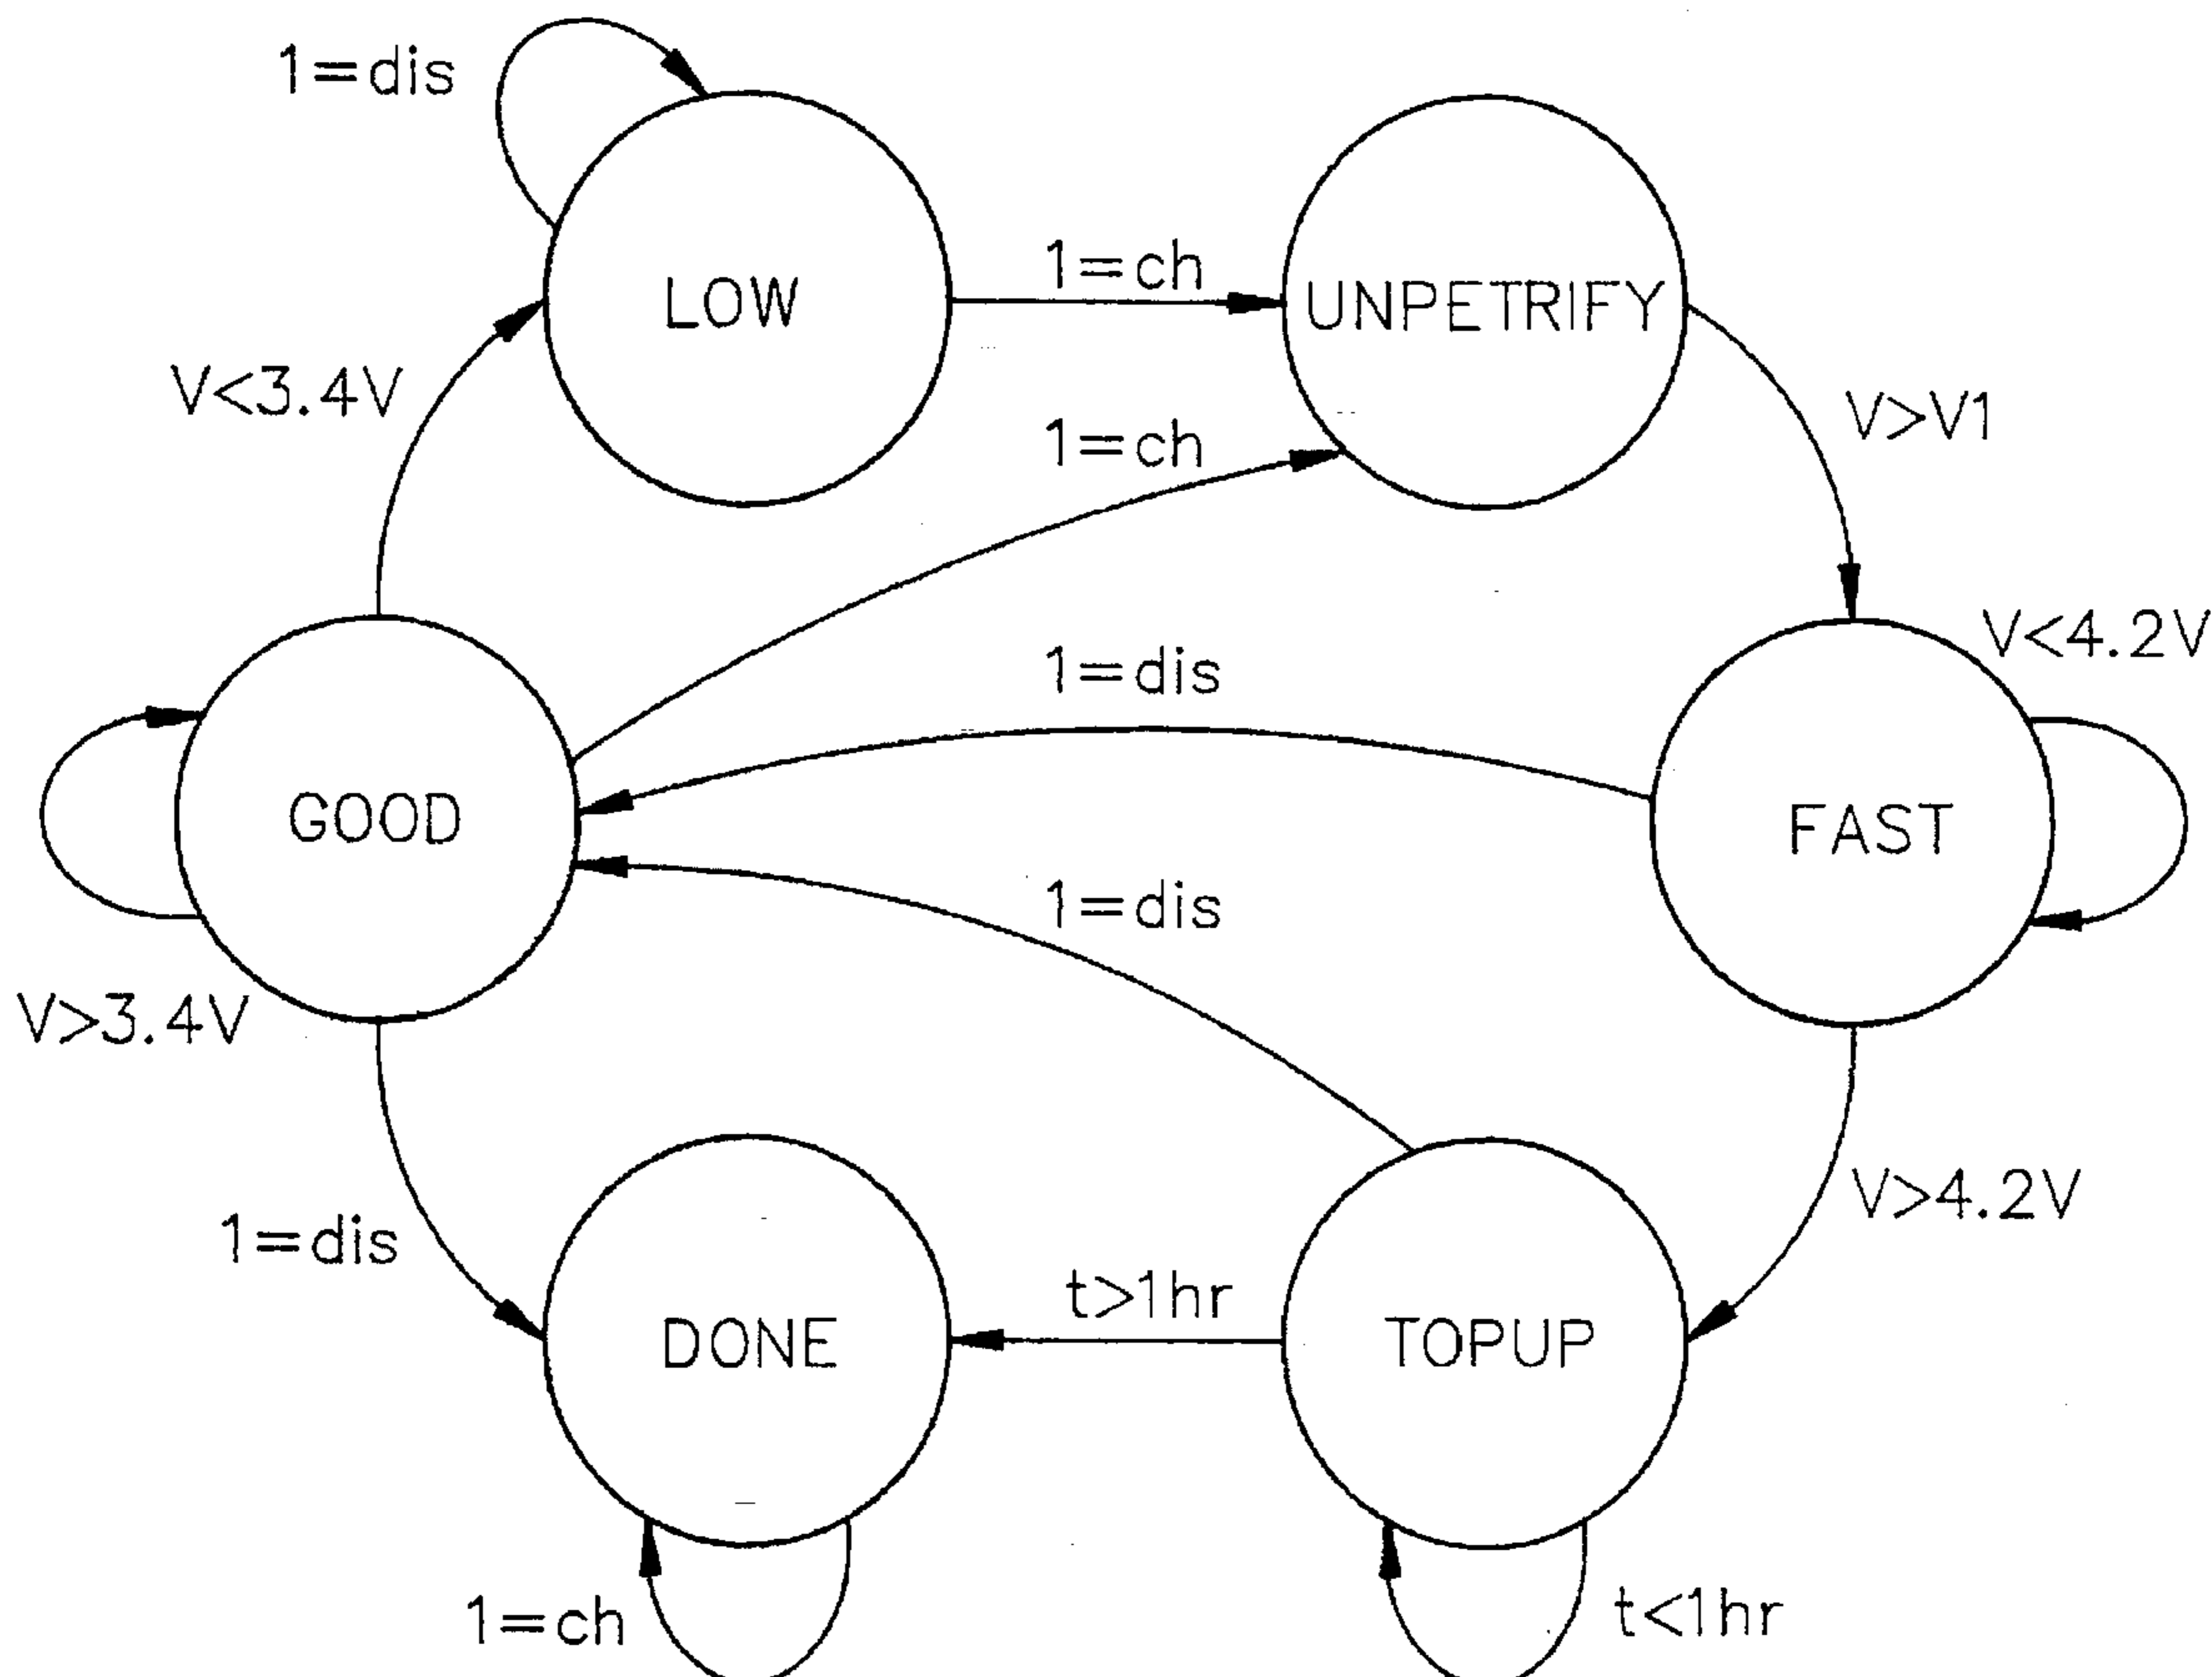 1=dis
LOW
1=ch
UNPETRIFY
V<3.4V
1=ch
V>V1
V<4.2V
1=dis
GOOD
FAST
1=dis
V>3.4V
V>4.2V
1=dis
t>1hr
DONE
TOPUP
1=ch
t<1hr